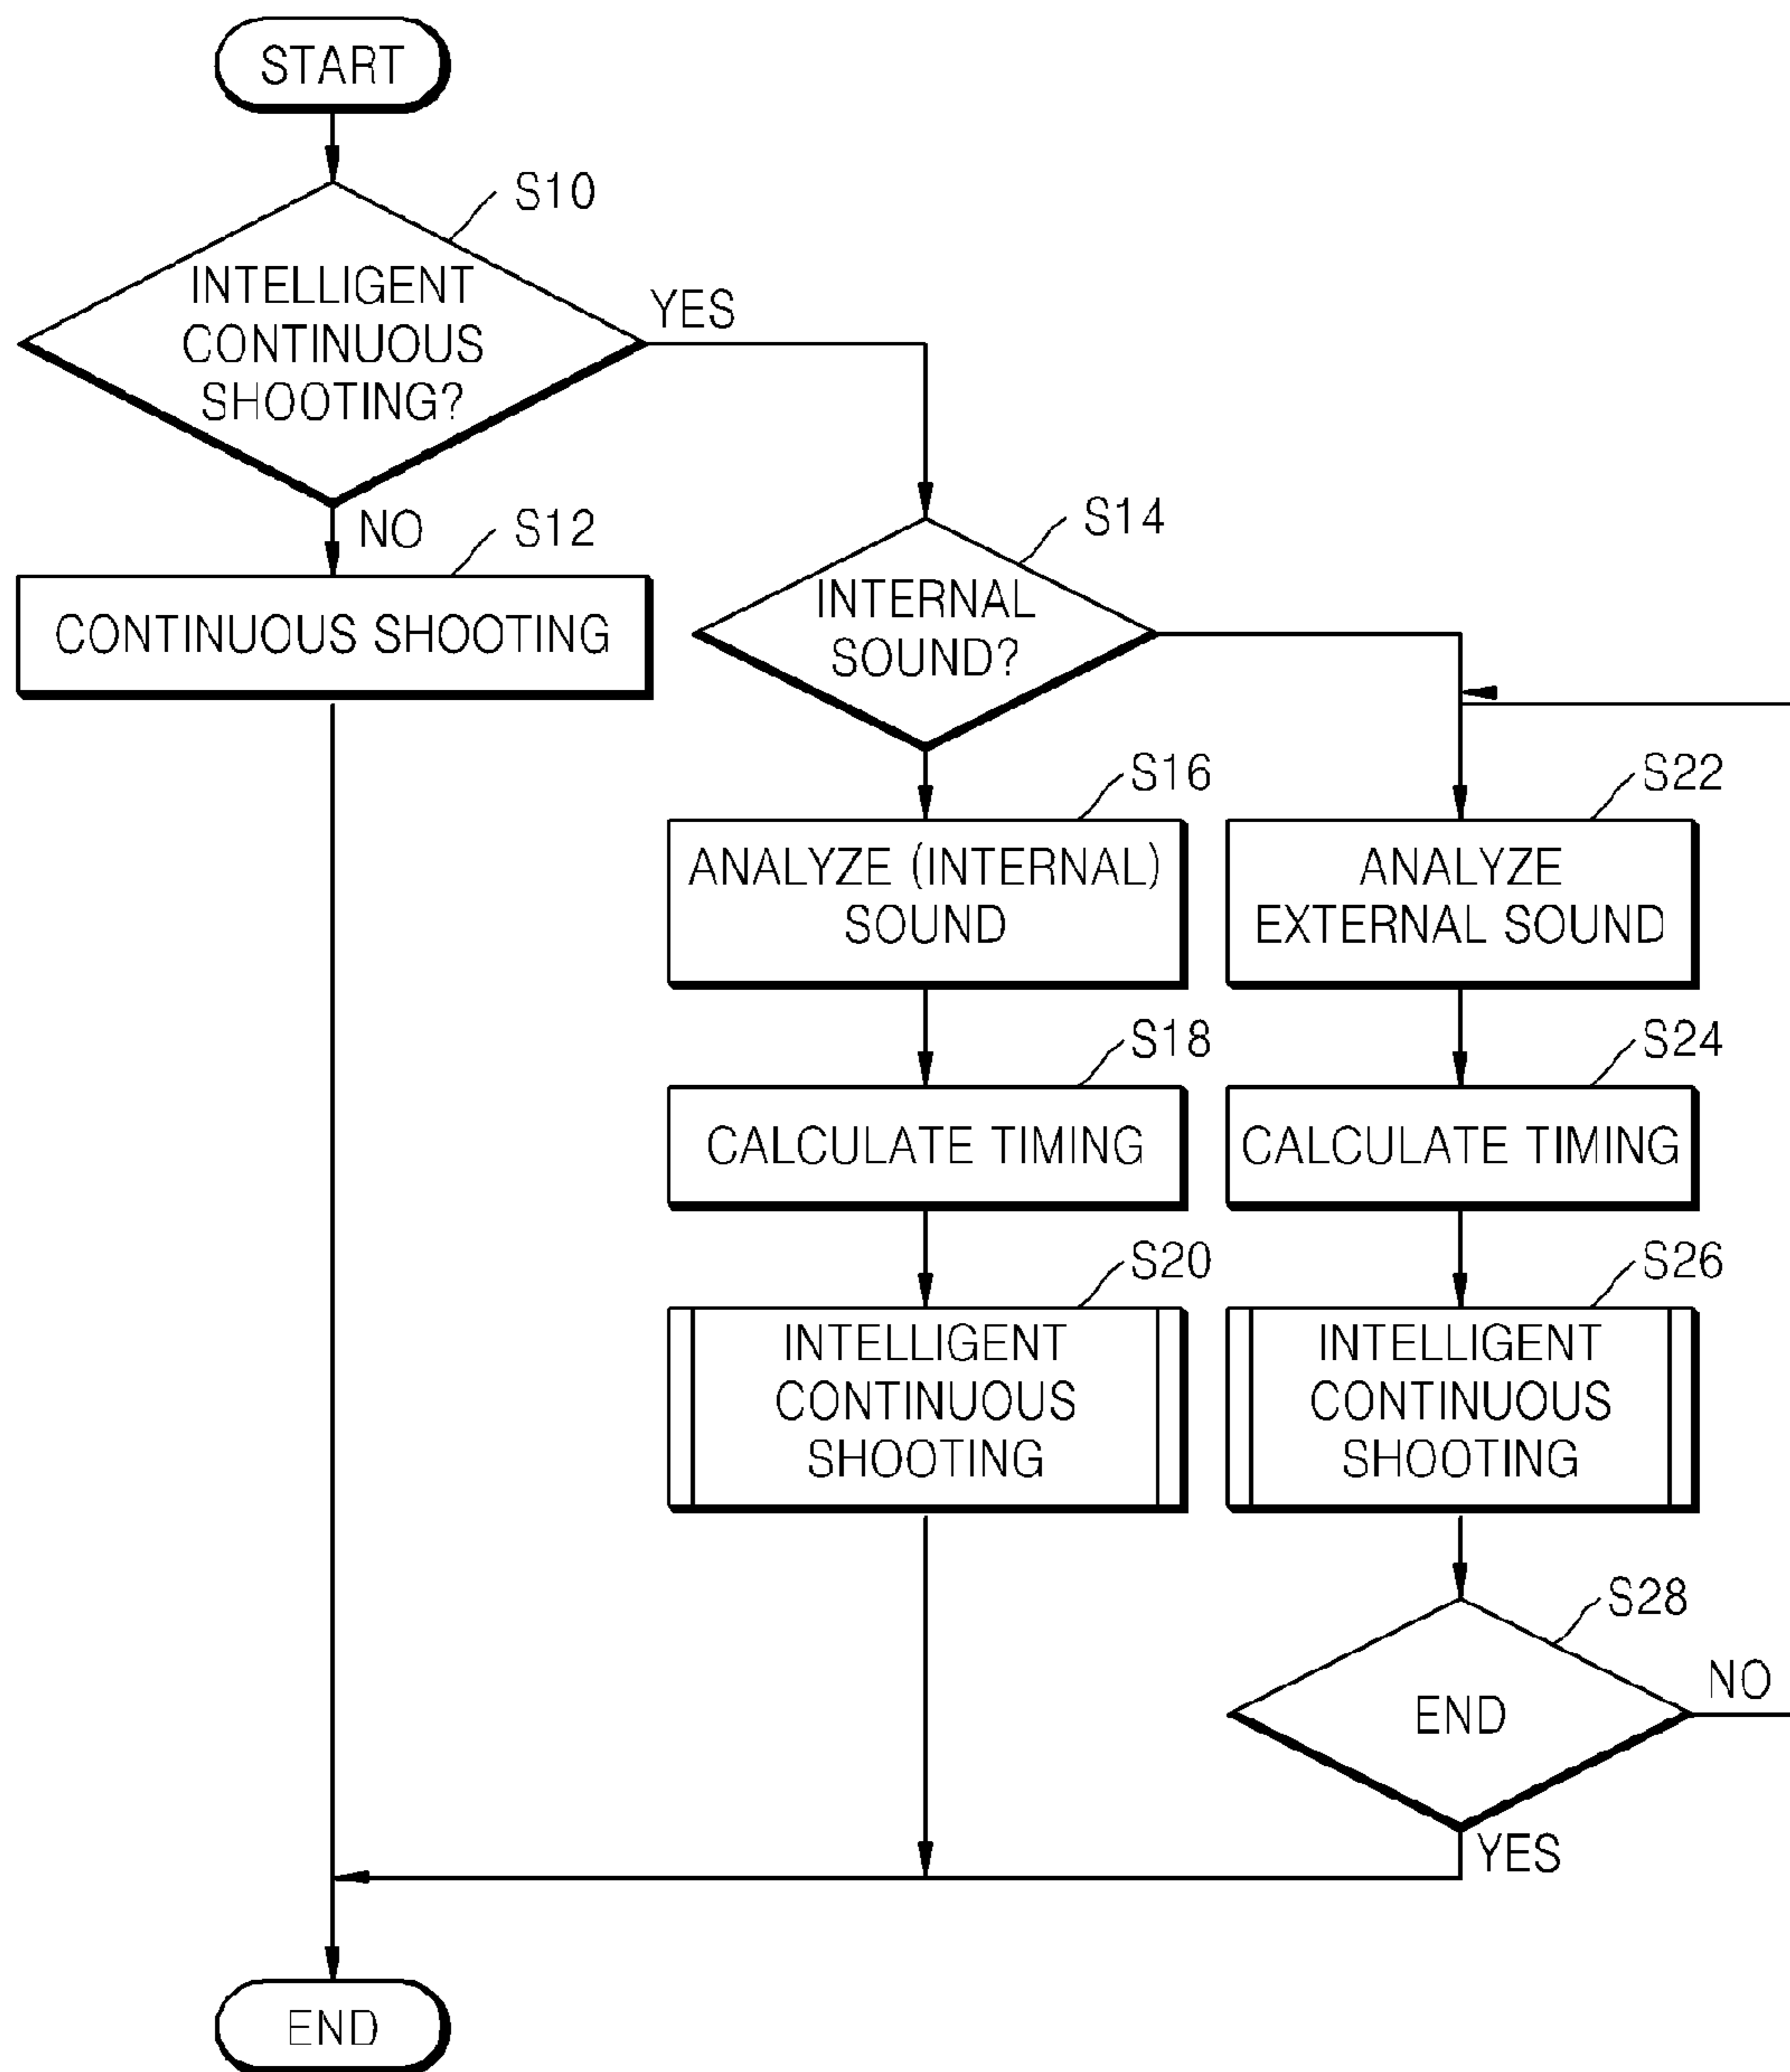 START
S10
INTELLIGENT
CONTINUOUS
SHOOTING?
YES
NO
S12
CONTINUOUS SHOOTING
S14
INTERNAL
SOUND?
S16
ANALYZE (INTERNAL)
SOUND
S18
CALCULATE TIMING
S20
INTELLIGENT
CONTINUOUS
SHOOTING
S22
ANALYZE
EXTERNAL SOUND
S24
CALCULATE TIMING
S26
INTELLIGENT
CONTINUOUS
SHOOTING
S28
END
NO
YES
END